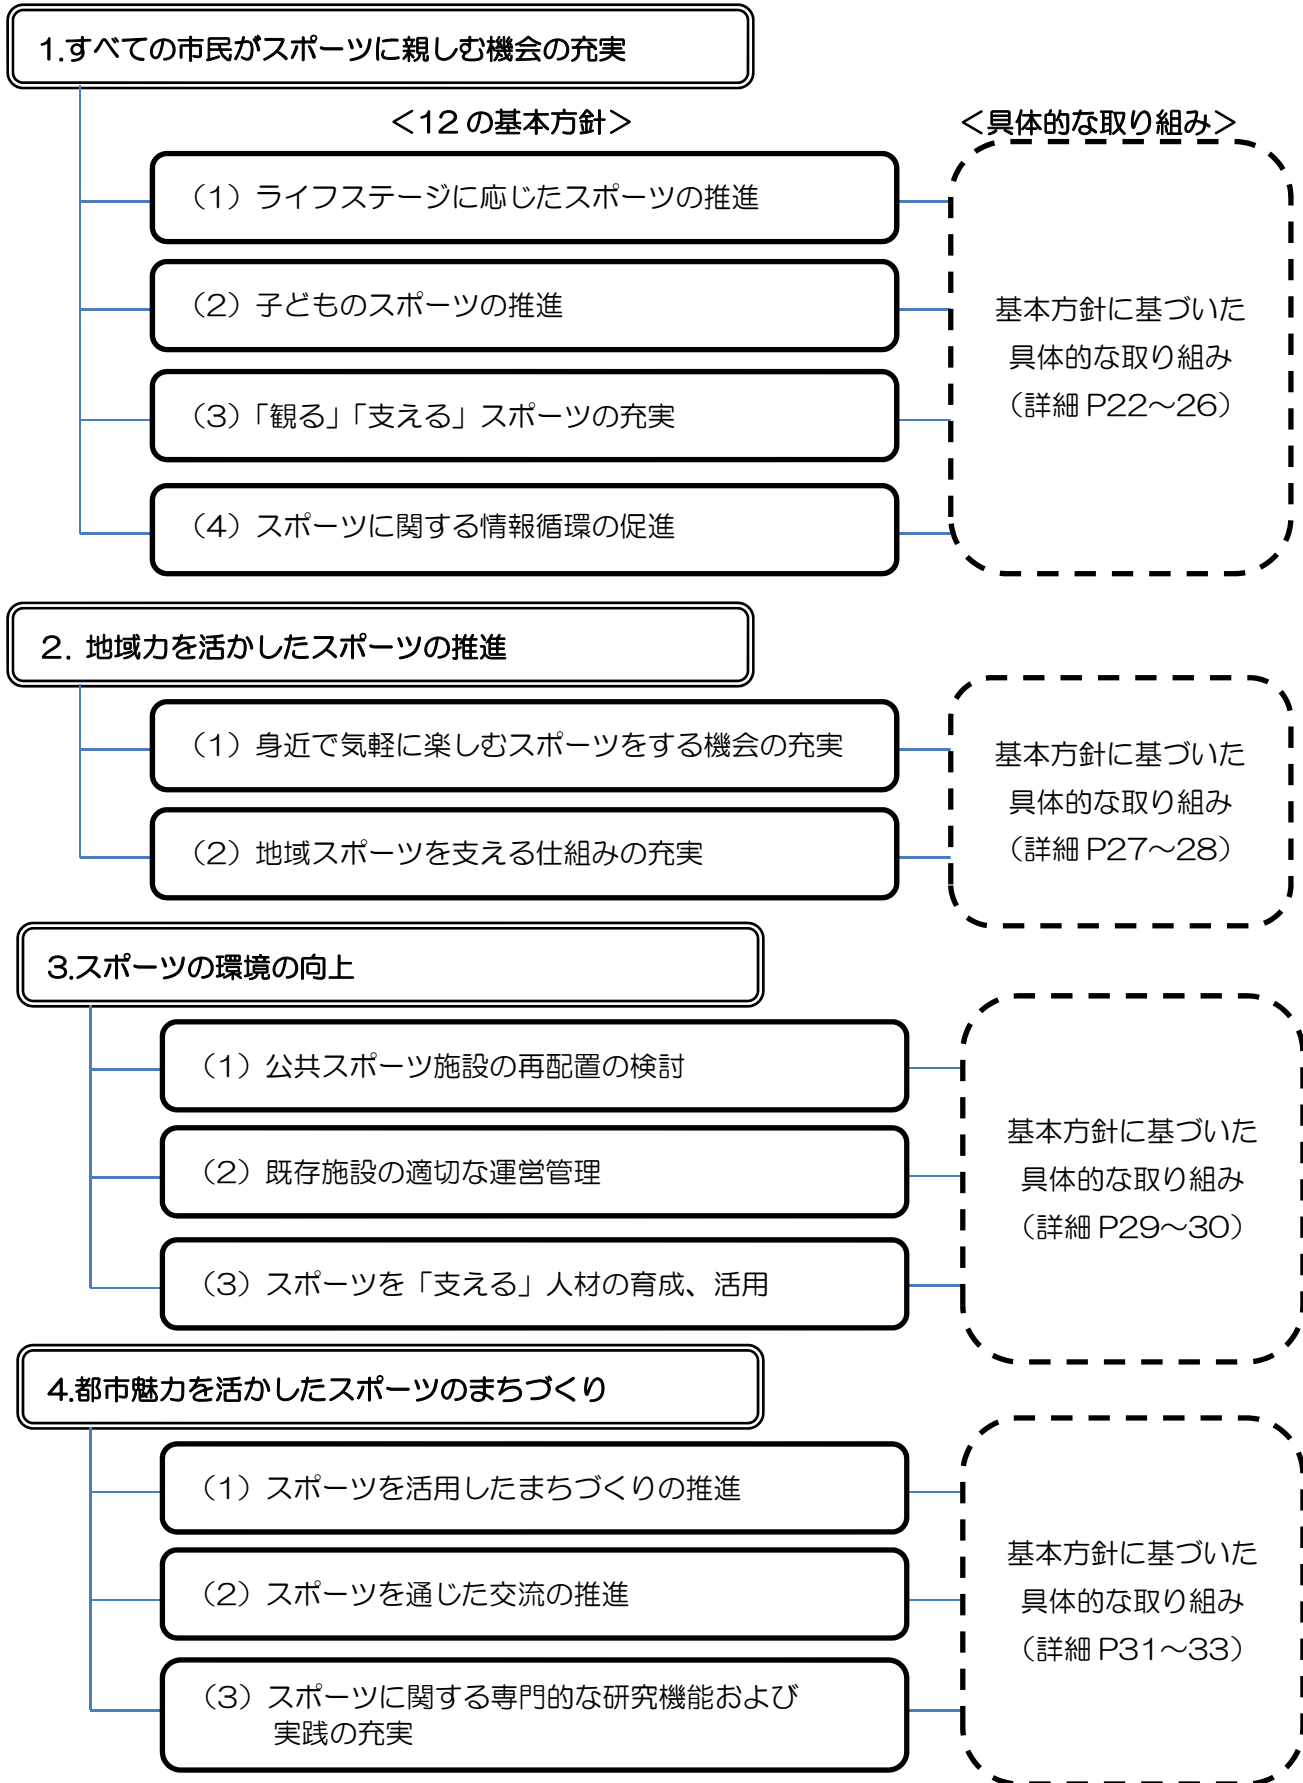 1.すべての市民がスポーツに親しむ機会の充実
＜12 の基本方針＞
＜具体的な取り組み＞
（1）ライフステージに応じたスポーツの推進
（2）子どものスポーツの推進
（3）「観る」「支える」スポーツの充実
（4）スポーツに関する情報循環の促進
基本方針に基づいた
具体的な取り組み
（詳細 P22～26）
2. 地域力を活かしたスポーツの推進
（1）身近で気軽に楽しむスポーツをする機会の充実
（2）地域スポーツを支える仕組みの充実
基本方針に基づいた
具体的な取り組み
（詳細 P27～28）
3.スポーツの環境の向上
（1）公共スポーツ施設の再配置の検討
（2）既存施設の適切な運営管理
（3）スポーツを「支える」人材の育成、活用
基本方針に基づいた
具体的な取り組み
（詳細 P29～30）
4.都市魅力を活かしたスポーツのまちづくり
（1）スポーツを活用したまちづくりの推進
（2）スポーツを通じた交流の推進
（3）スポーツに関する専門的な研究機能および
実践の充実
基本方針に基づいた
具体的な取り組み
（詳細 P31～33）